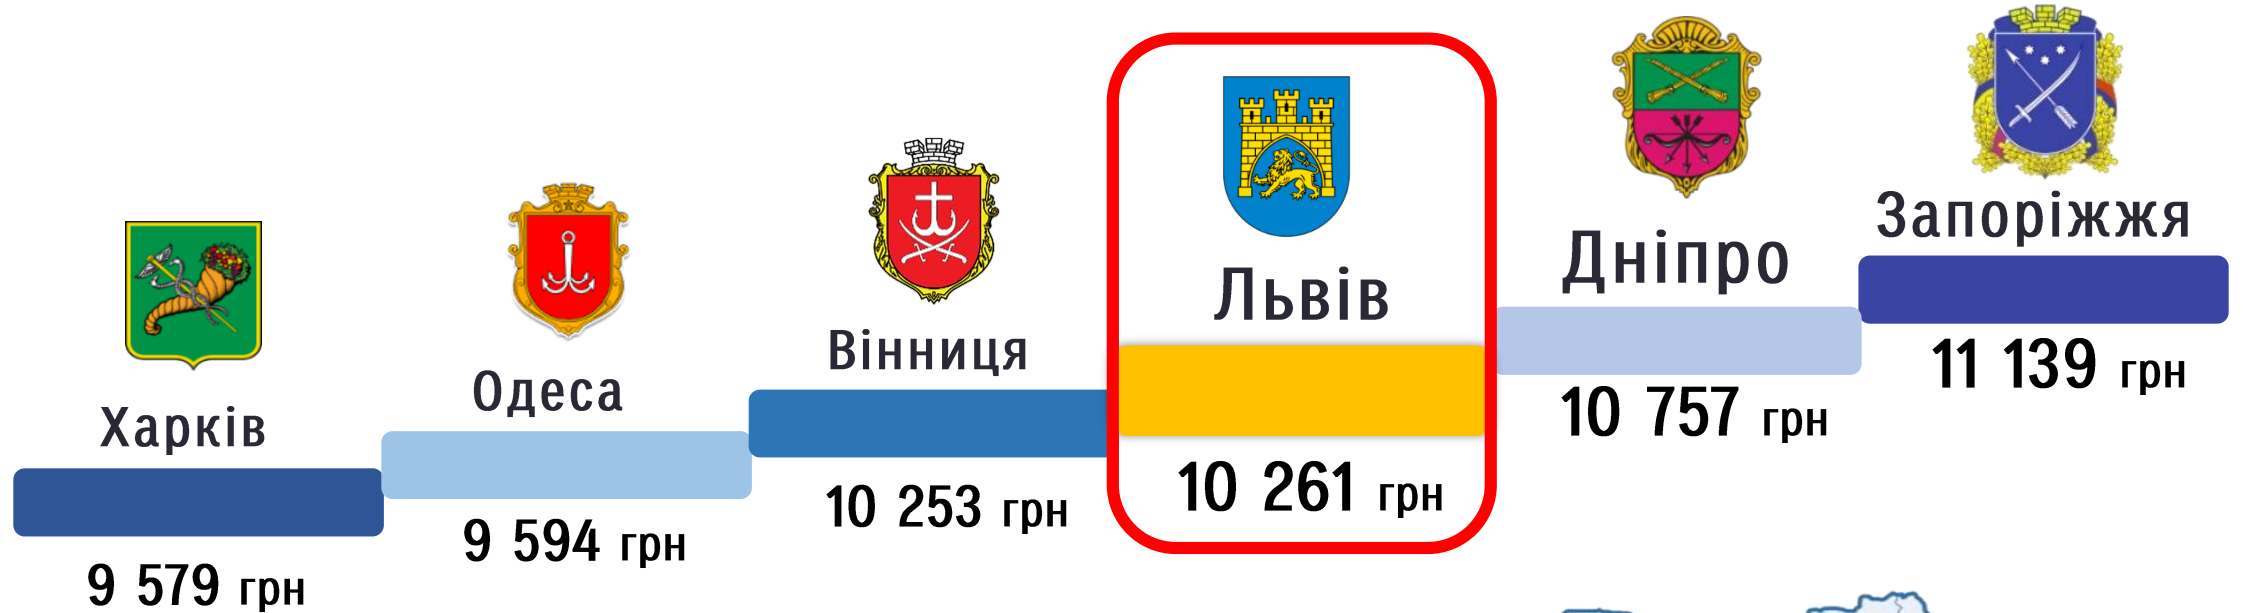 Харків
9 579 грн
Одеса
9 594 грн
Вінниця
10 253 грн
Львів
10 261 грн
Дніпро
10 757 грн
Запоріжжя
11 139 грн